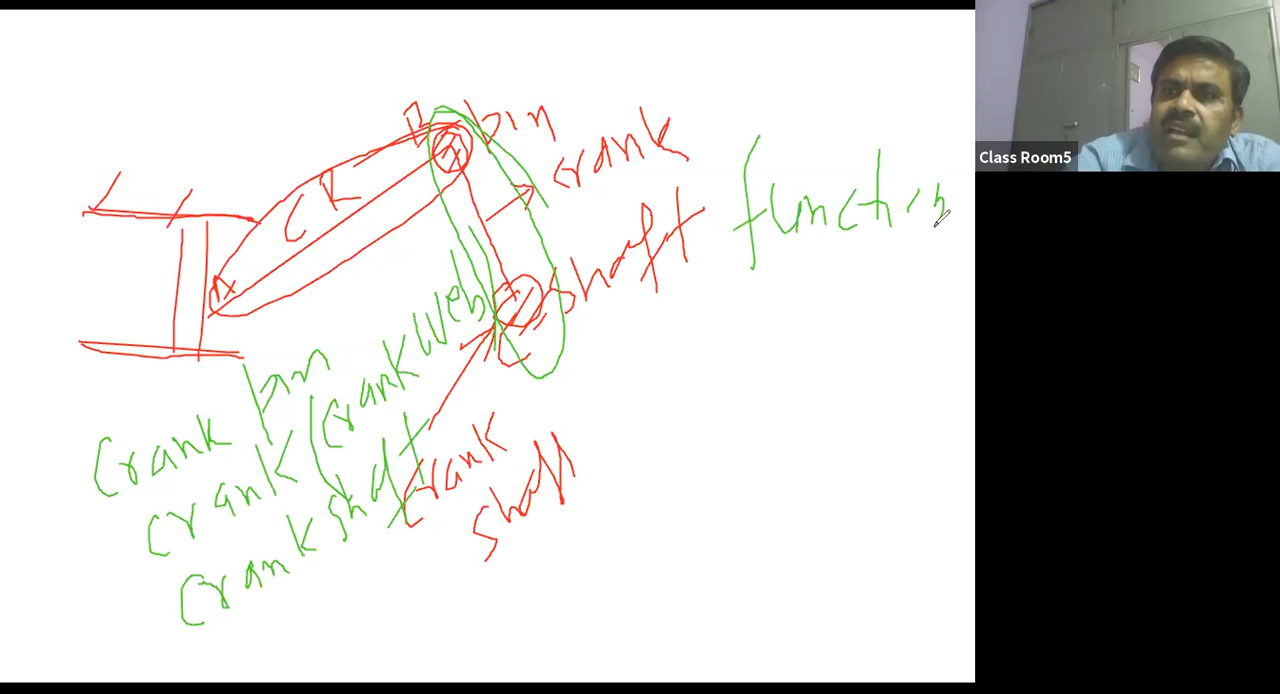 pin
crank
CR
shaft
function
crank pin
crank (crank web
crank shaft
crank
shaft
Class Room5